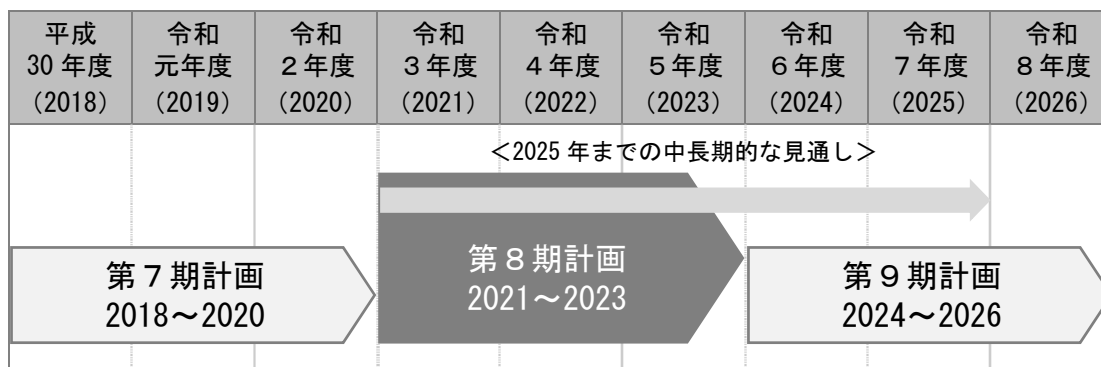 平成
30年度
（2018）
令和
元年度
（2019）
令和
２年度
（2020）
令和
３年度
（2021）
令和
４年度
（2022）
令和
５年度
（2023）
令和
６年度
（2024）
令和
７年度
（2025）
令和
８年度
（2026）
＜2025年までの中長期的な見通し＞
第７期計画
2018～2020
第８期計画
2021～2023
第９期計画
2024～2026